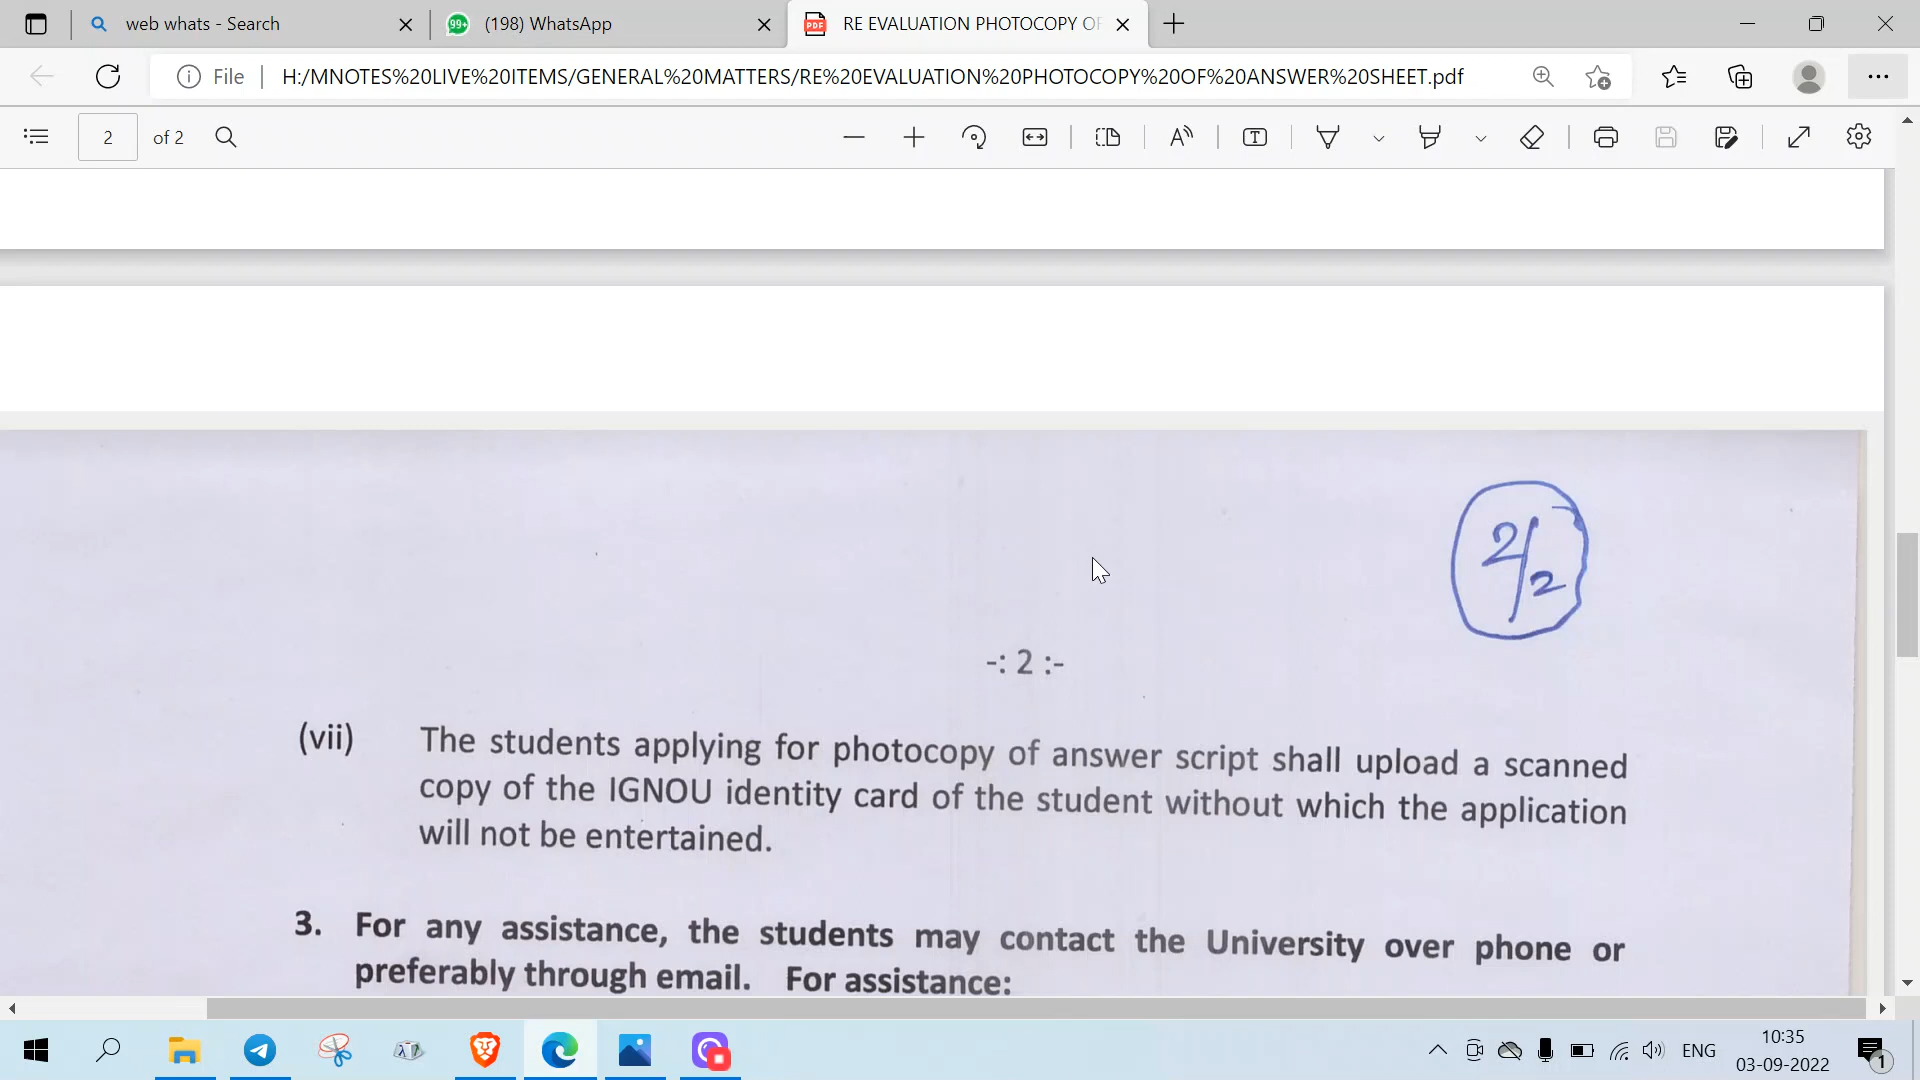 web whats - Search
(198) WhatsApp
RE EVALUATION PHOTOCOPY OF
File
H:/MNOTES%20LIVE%20ITEMS/GENERAL%20MATTERS/RE%20EVALUATION%20PHOTOCOPY%20OF%20ANSWER%20SHEET.pdf
2 of 2
2/2
-: 2 :-
(vii) The students applying for photocopy of answer script shall upload a scanned
copy of the IGNOU identity card of the student without which the application
will not be entertained.
3. For any assistance, the students may contact the University over phone or
preferably through email. For assistance:
ENG
10:35
03-09-2022
1
99+
PDF